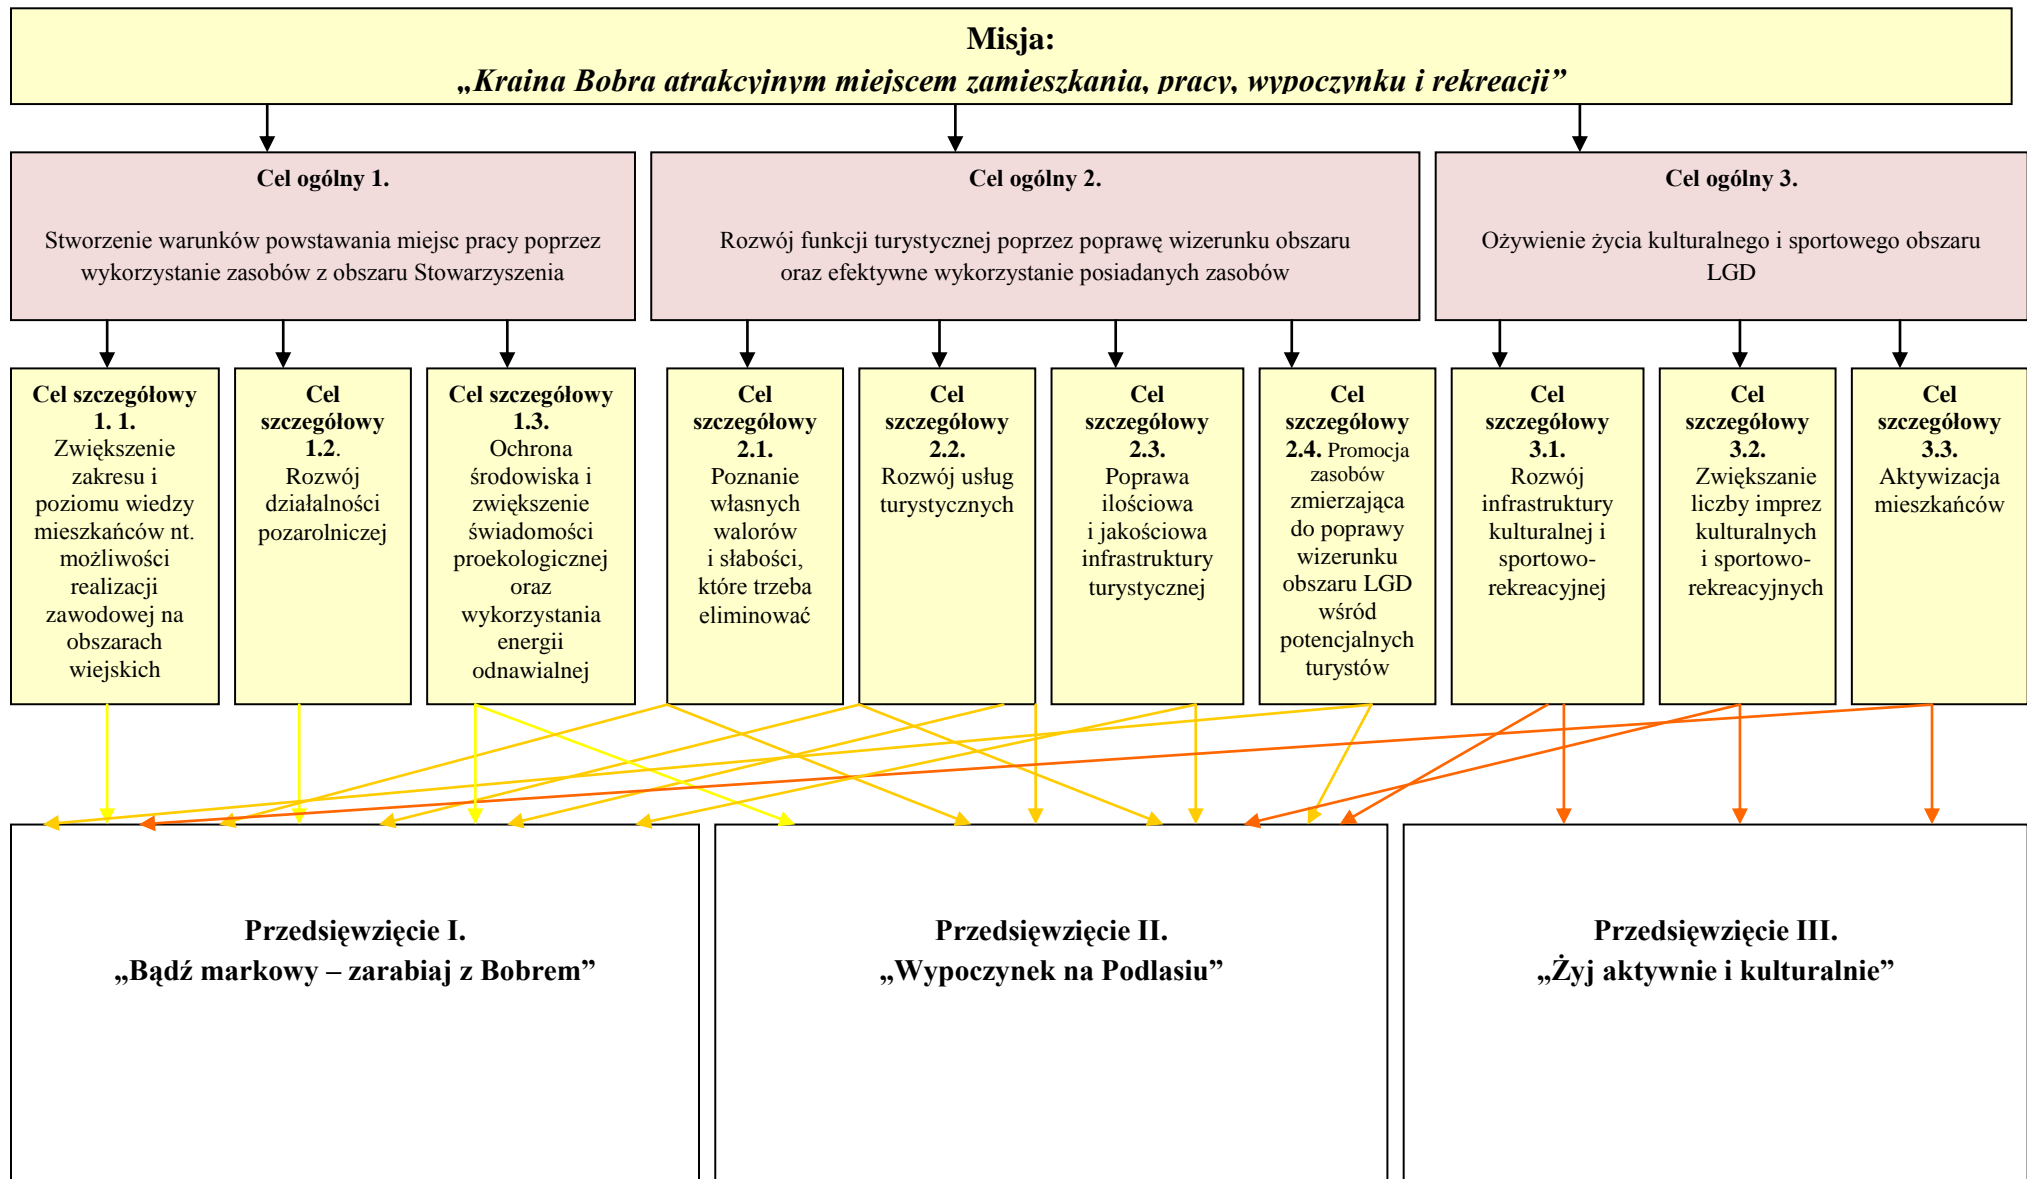 Misja:
„Kraina Bobra atrakcyjnym miejscem zamieszkania, pracy, wypoczynku i rekreacji”
Cel ogólny 1.
Stworzenie warunków powstawania miejsc pracy poprzez
wykorzystanie zasobów z obszaru Stowarzyszenia
Cel ogólny 2.
Rozwój funkcji turystycznej poprzez poprawę wizerunku obszaru
oraz efektywne wykorzystanie posiadanych zasobów
Cel ogólny 3.
Ożywienie życia kulturalnego i sportowego obszaru
LGD
Cel szczegółowy
1. 1.
Zwiększenie
zakresu i
poziomu wiedzy
mieszkańców nt.
możliwości
realizacji
zawodowej na
obszarach
wiejskich
Cel
szczegółowy
1.2.
Rozwój
działalności
pozarolniczej
Cel szczegółowy
1.3.
Ochrona
środowiska i
zwiększenie
świadomości
proekologicznej
oraz
wykorzystania
energii
odnawialnej
Cel
szczegółowy
2.1.
Poznanie
własnych
walorów
i słabości,
które trzeba
eliminować
Cel
szczegółowy
2.2.
Rozwój usług
turystycznych
Cel
szczegółowy
2.3.
Poprawa
ilościowa
i jakościowa
infrastruktury
turystycznej
Cel
szczegółowy
2.4. Promocja
zasobów
zmierzająca
do poprawy
wizerunku
obszaru LGD
wśród
potencjalnych
turystów
Cel
szczegółowy
3.1.
Rozwój
infrastruktury
kulturalnej i
sportowo-
rekreacyjnej
Cel
szczegółowy
3.2.
Zwiększanie
liczby imprez
kulturalnych
i sportowo-
rekreacyjnych
Cel
szczegółowy
3.3.
Aktywizacja
mieszkańców
Przedsięwzięcie I.
„Bądź markowy – zarabiaj z Bobrem”
Przedsięwzięcie II.
„Wypoczynek na Podlasiu”
Przedsięwzięcie III.
„Żyj aktywnie i kulturalnie”